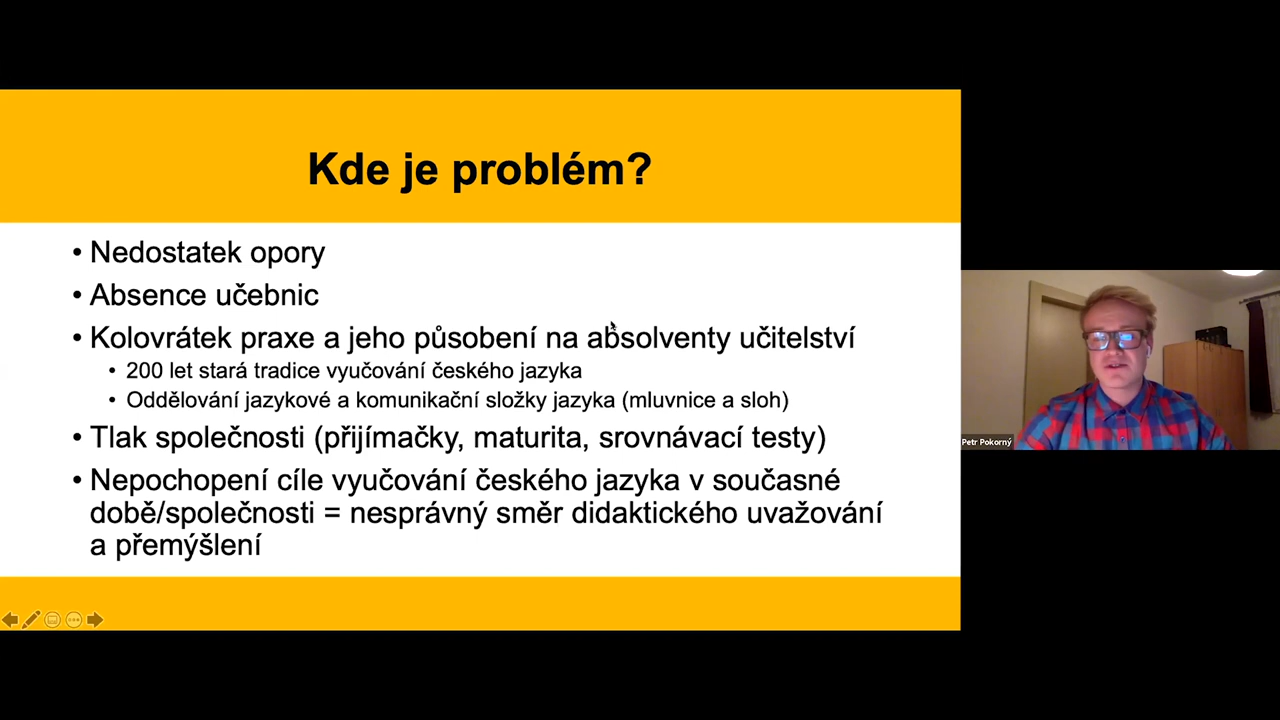 Kde je problém?
• Nedostatek opory
• Absence učebnic
• Kolovrátek praxe a jeho působení na absolventy učitelství
• 200 let stará tradice vyučování českého jazyka
• Oddělování jazykové a komunikační složky jazyka (mluvnice a sloh)
• Tlak společnosti (přijímačky, maturita, srovnávací testy)
• Nepochopení cíle vyučování českého jazyka v současné
době/společnosti = nesprávný směr didaktického uvažování
a přemýšlení
Petr Pokorný